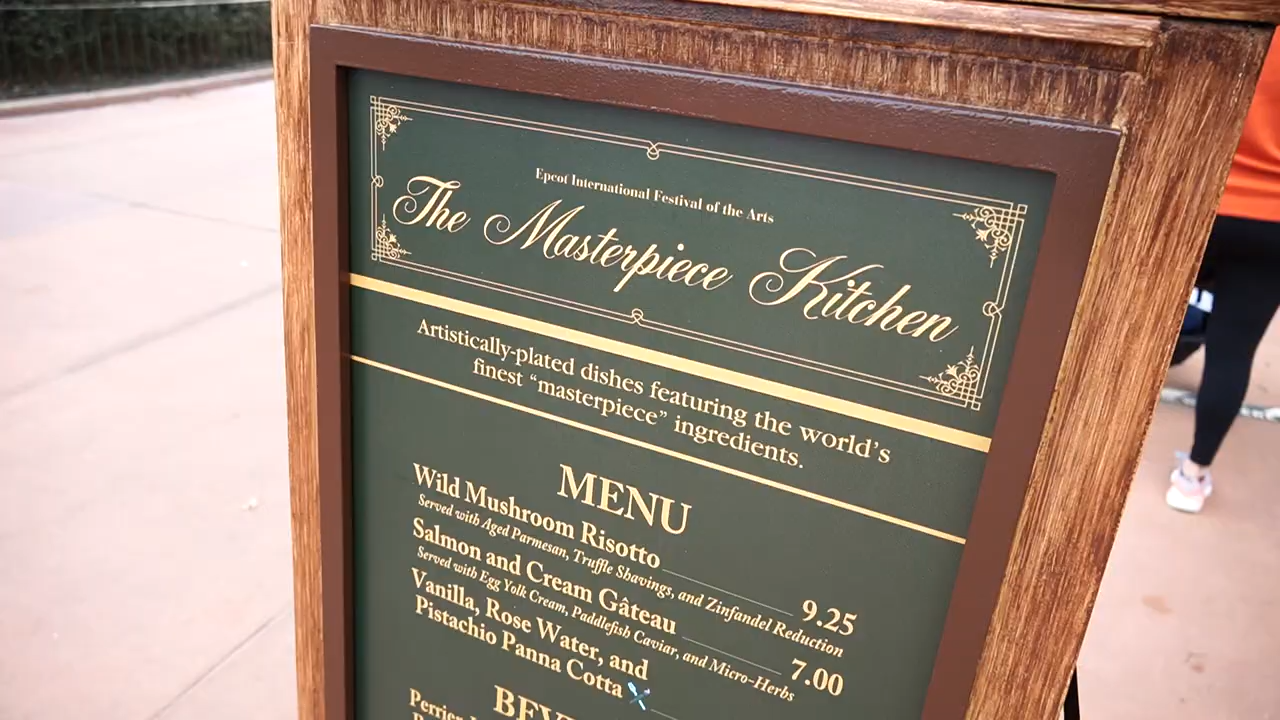 Epcot International Festival of the Arts
The Masterpiece Kitchen
Artistically-plated dishes featuring the world's
finest “masterpiece” ingredients.
MENU
Wild Mushroom Risotto 9.25
Served with Aged Parmesan, Truffle Shavings, and Zinfandel Reduction
Salmon and Cream Gâteau 7.00
Served with Egg Yolk Cream, Paddlefish Caviar, and Micro-Herbs
Vanilla, Rose Water, and
Pistachio Panna Cotta
Perrier